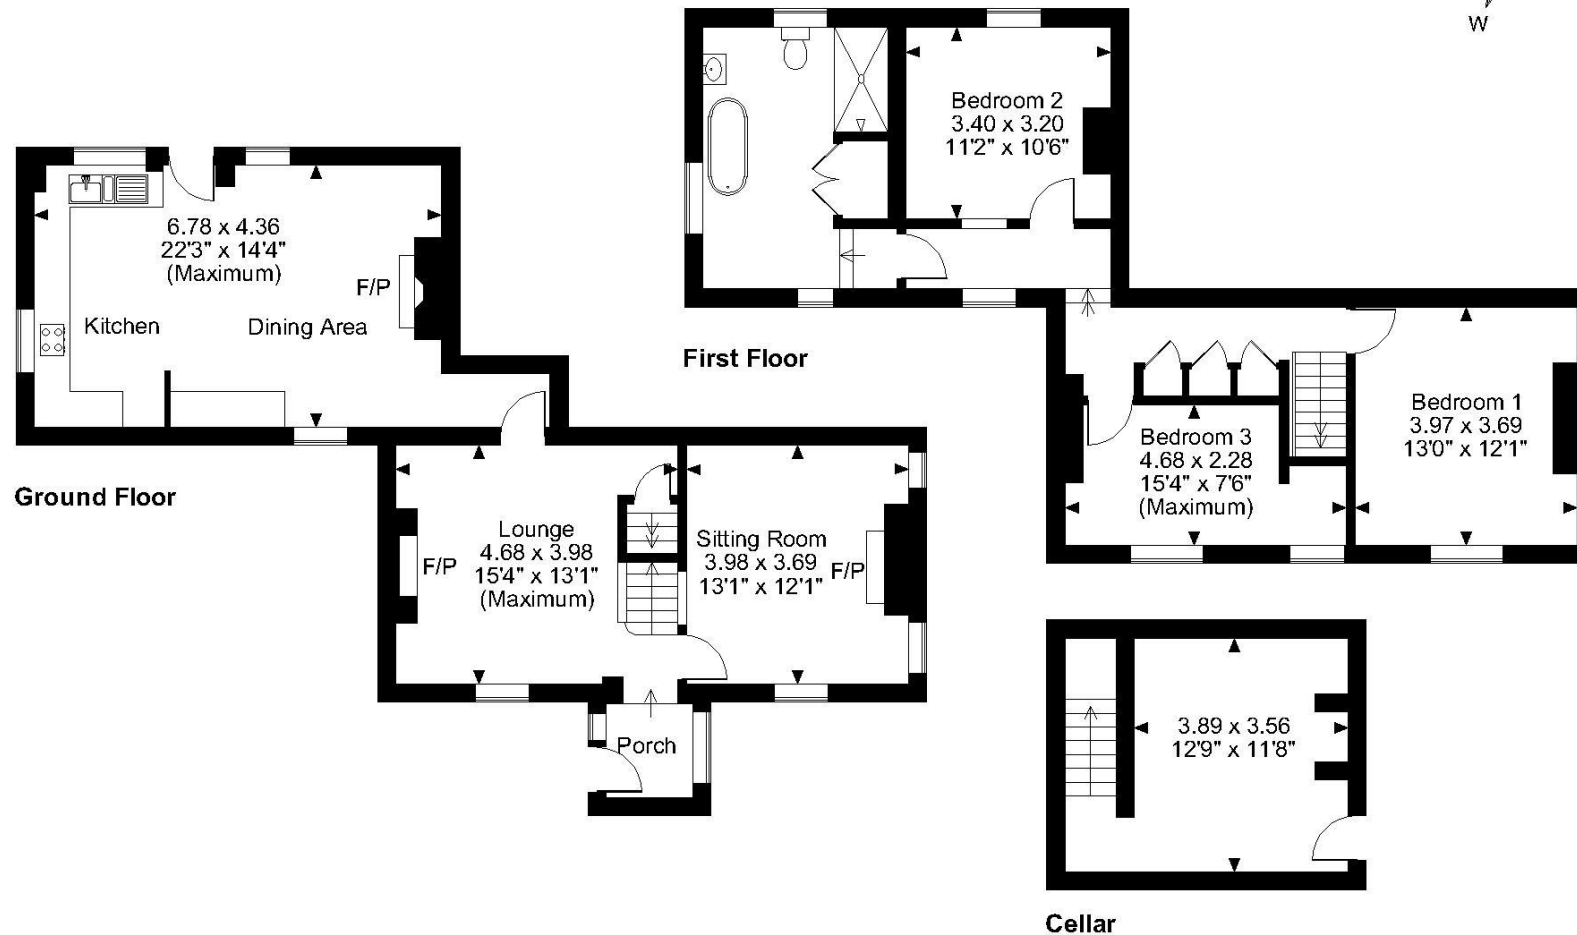 W
Bedroom 2
3.40 x 3.20
11'2" x 10'6"
6.78 x 4.36
22'3" x 14'4"
(Maximum)
F/P
Kitchen
Dining Area
First Floor
Ground Floor
Bedroom 1
3.97 x 3.69
13'0" x 12'1"
Bedroom 3
4.68 x 2.28
15'4" x 7'6"
(Maximum)
Lounge
4.68 x 3.98
15'4" x 13'1"
(Maximum)
F/P
Sitting Room
3.98 x 3.69
13'1" x 12'1"
F/P
Porch
3.89 x 3.56
12'9" x 11'8"
Cellar